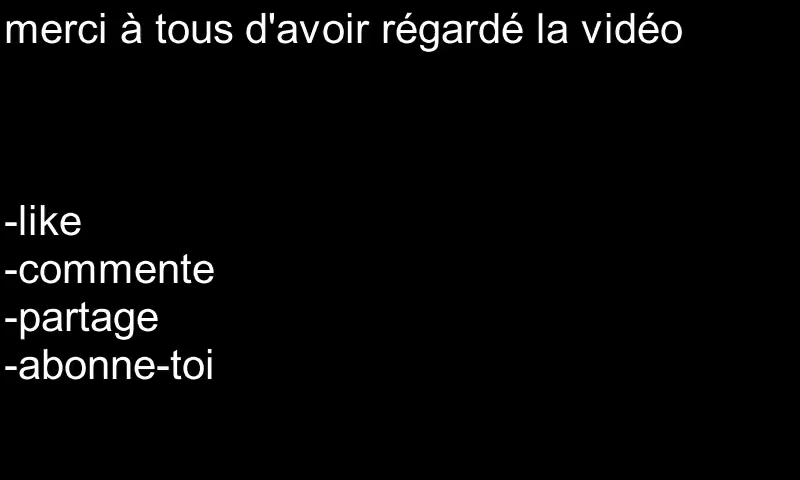 merci à tous d'avoir régardé la vidéo
-like
-commente
-partage
-abonne-toi